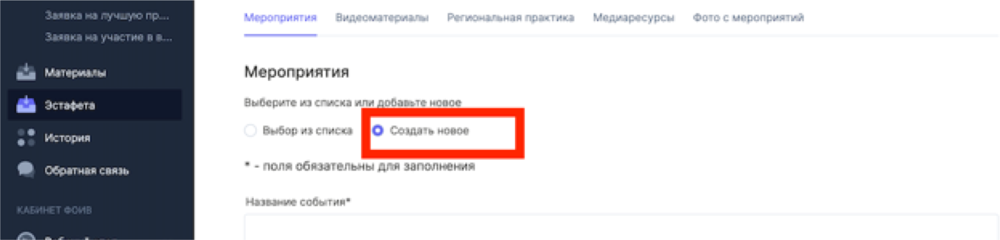 Заявка на лучшую пр...
Заявка на участие в в...
Материалы
Эстафета
История
Обратная связь
КАБИНЕТ ФОИВ
Мероприятия
Видеоматериалы
Региональная практика
Медиаресурсы
Фото с мероприятий
Мероприятия
Выберите из списка или добавьте новое
Выбор из списка
Создать новое
* - поля обязательны для заполнения
Название события*